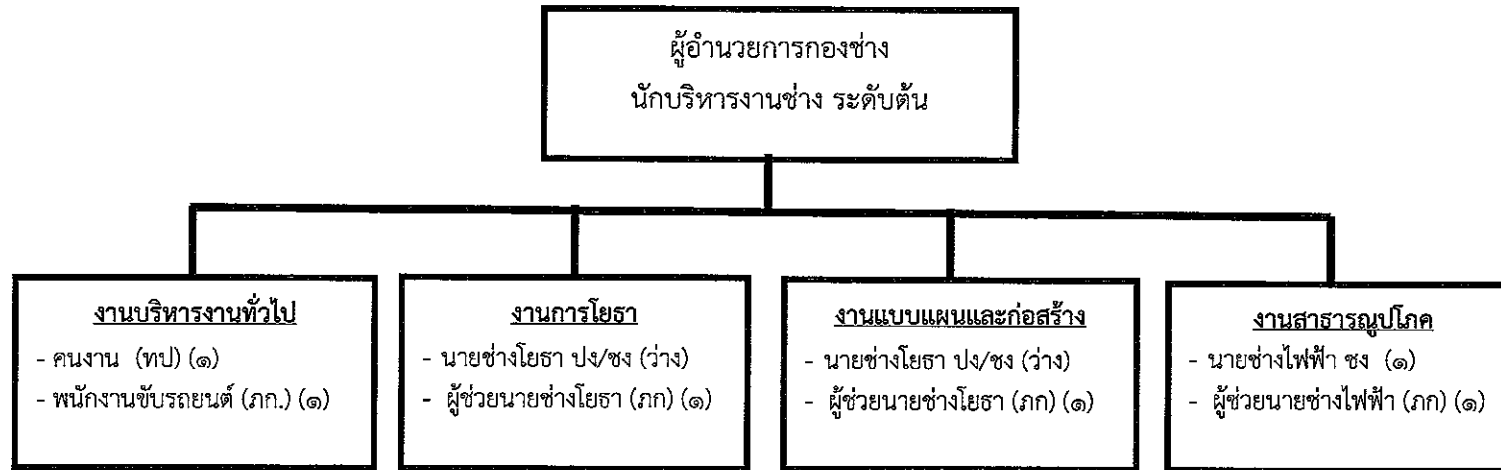 ผู้อำนวยการกองช่าง
นักบริหารงานช่าง ระดับต้น
งานบริหารงานทั่วไป
- คนงาน (ทป) (๑)
- พนักงานขับรถยนต์ (ภก.) (๑)
งานการโยธา
- นายช่างโยธา ปง/ชง (ว่าง)
- ผู้ช่วยนายช่างโยธา (ภก) (๑)
งานแบบแผนและก่อสร้าง
- นายช่างโยธา ปง/ชง (ว่าง)
- ผู้ช่วยนายช่างโยธา (ภก) (๑)
งานสาธารณูปโภค
- นายช่างไฟฟ้า ชง (๑)
- ผู้ช่วยนายช่างไฟฟ้า (ภก) (๑)